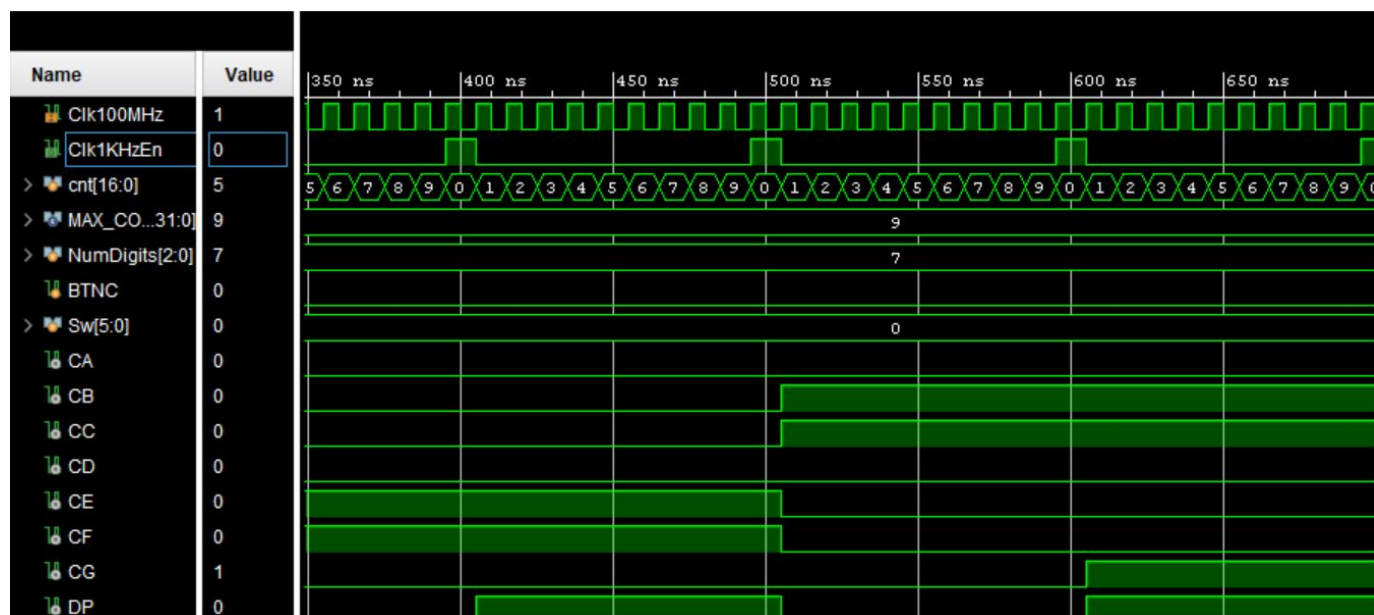 Name Value 350 ns 400 ns 450 ns 500 ns 550 ns 600 ns 650 ns
Clk100MHz 1
Clk1KHzEn 0
cnt[16:0] 5 5 6 7 8 9 0 1 2 3 4 5 6 7 8 9 0 1 2 3 4 5 6 7 8 9 0 1 2 3 4 5 6 7 8 9 0
MAX_CO...31:0] 9 9
NumDigits[2:0] 7 7
BTNC 0
Sw[5:0] 0 0
CA 0
CB 0
CC 0
CD 0
CE 0
CF 0
CG 1
DP 0